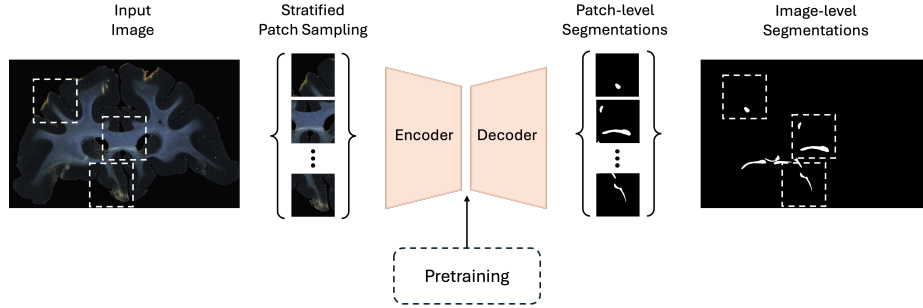 Input
Image
Stratified
Patch Sampling
Patch-level
Segmentations
Image-level
Segmentations
Encoder
Decoder
Pretraining